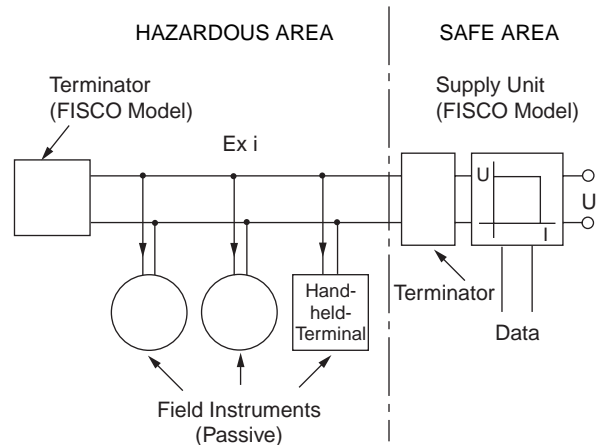 HAZARDOUS AREA
SAFE AREA
Terminator
(FISCO Model)
Supply Unit
(FISCO Model)
Ex i
U
I
U
Hand-
held-
Terminal
Terminator
Data
Field Instruments
(Passive)